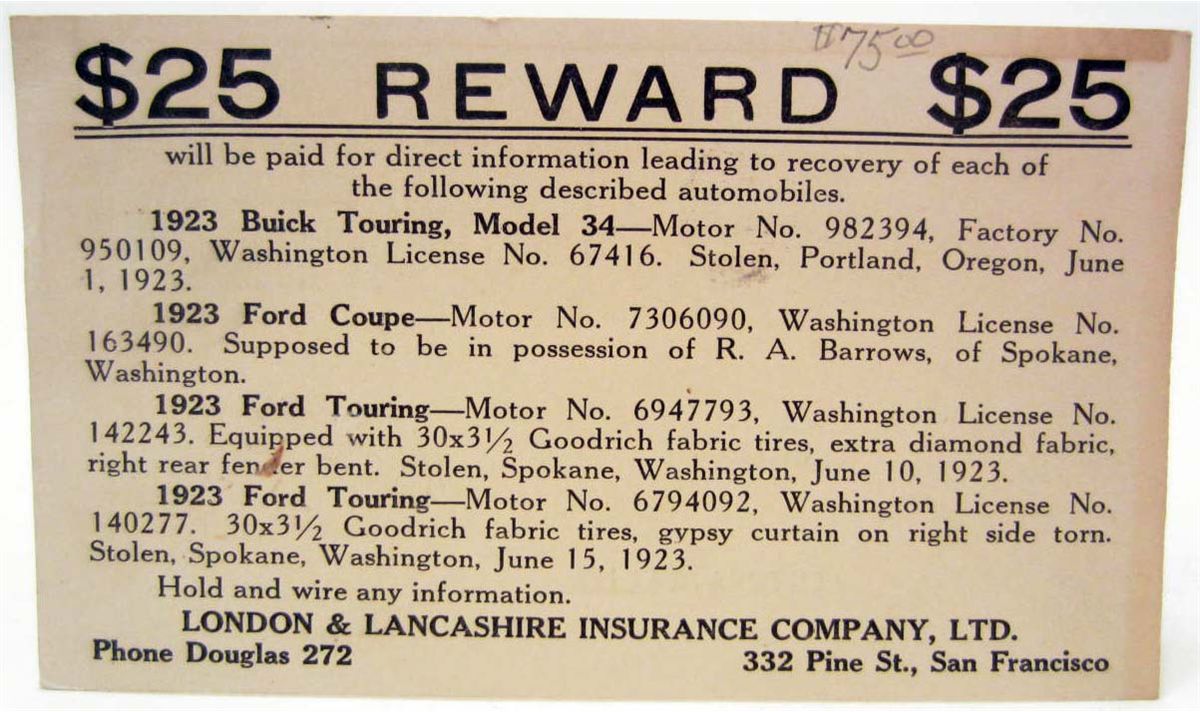 $75.00
$25 REWARD $25
will be paid for direct information leading to recovery of each of
the following described automobiles.
1923 Buick Touring, Model 34—Motor No. 982394, Factory No.
950109, Washington License No. 67416. Stolen, Portland, Oregon, June
1, 1923.
1923 Ford Coupe—Motor No. 7306090, Washington License No.
163490. Supposed to be in possession of R. A. Barrows, of Spokane,
Washington.
1923 Ford Touring—Motor No. 6947793, Washington License No.
142243. Equipped with 30x3½ Goodrich fabric tires, extra diamond fabric,
right rear fender bent. Stolen, Spokane, Washington, June 10, 1923.
1923 Ford Touring—Motor No. 6794092, Washington License No.
140277. 30x3½ Goodrich fabric tires, gypsy curtain on right side torn.
Stolen, Spokane, Washington, June 15, 1923.
Hold and wire any information.
LONDON & LANCASHIRE INSURANCE COMPANY, LTD.
Phone Douglas 272 332 Pine St., San Francisco